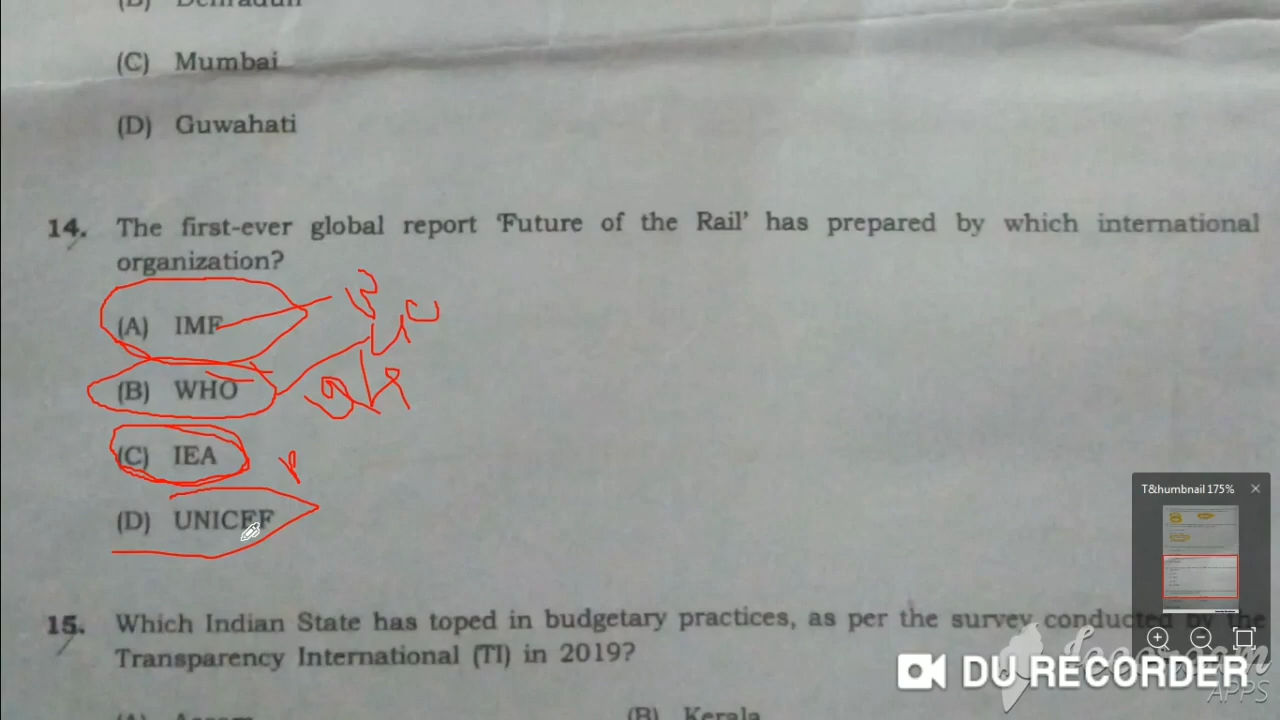 (B) Dehradun
(C) Mumbai
(D) Guwahati
14. The first-ever global report 'Future of the Rail' has prepared by which international
organization?
(A) IMF
(B) WHO
(C) IEA
(D) UNICEF
T&humbnail 175%
15. Which Indian State has toped in budgetary practices, as per the survey conducted by the
Transparency International (TI) in 2019?
DU RECORDER
APPS
(A) Assam
(B) Kerala